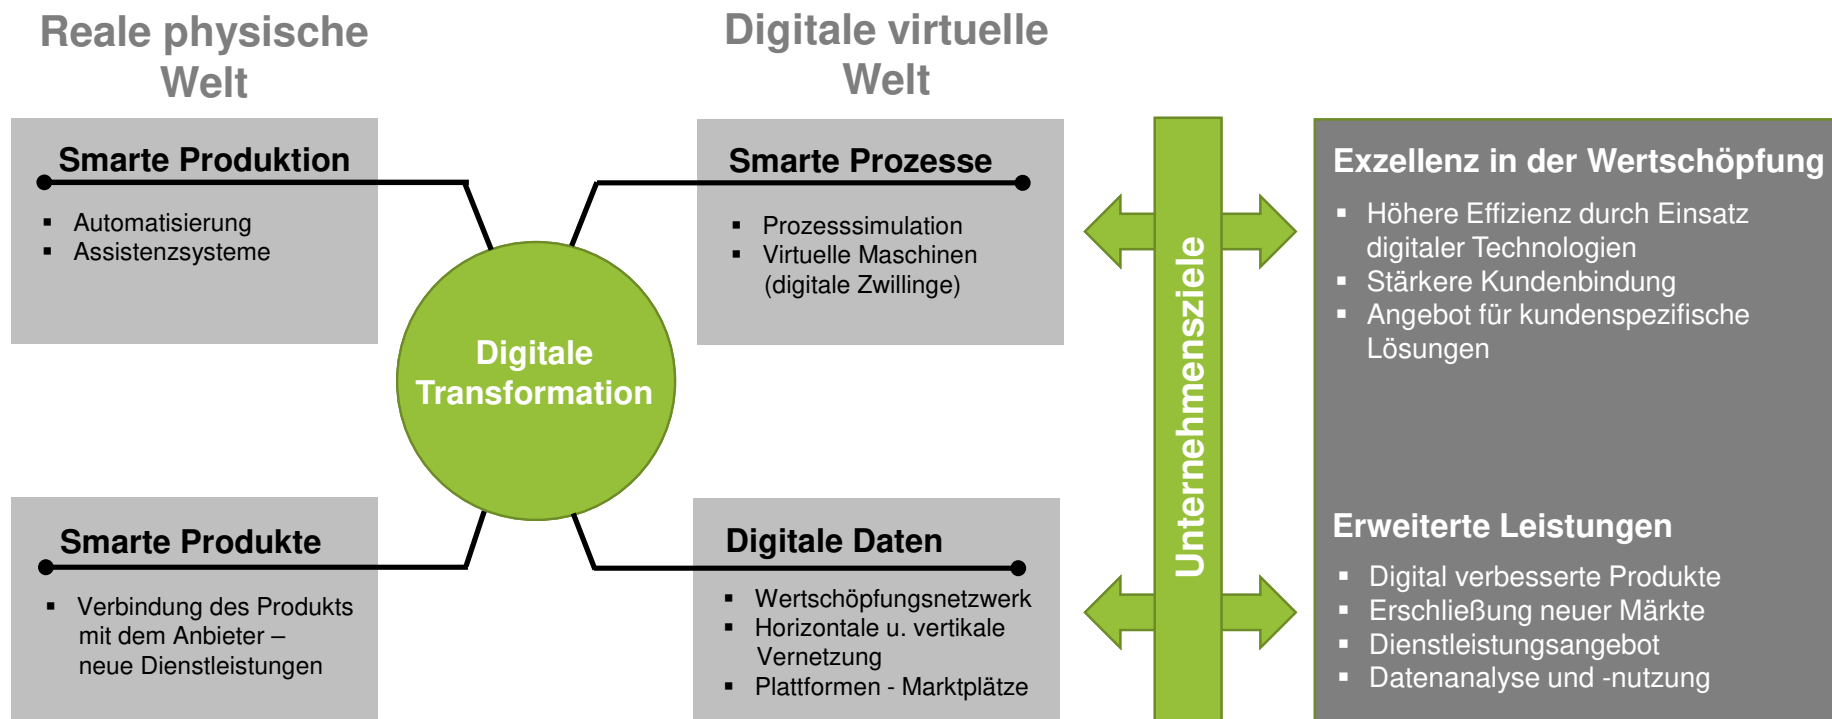 Reale physische
Welt
Digitale virtuelle
Welt
Smarte Produktion
▪ Automatisierung
▪ Assistenzsysteme
Smarte Prozesse
▪ Prozesssimulation
▪ Virtuelle Maschinen
(digitale Zwillinge)
Digitale
Transformation
Smarte Produkte
▪ Verbindung des Produkts
mit dem Anbieter –
neue Dienstleistungen
Digitale Daten
▪ Wertschöpfungsnetzwerk
▪ Horizontale u. vertikale
Vernetzung
▪ Plattformen - Marktplätze
Unternehmensziele
Exzellenz in der Wertschöpfung
▪ Höhere Effizienz durch Einsatz
digitaler Technologien
▪ Stärkere Kundenbindung
▪ Angebot für kundenspezifische
Lösungen
Erweiterte Leistungen
▪ Digital verbesserte Produkte
▪ Erschließung neuer Märkte
▪ Dienstleistungsangebot
▪ Datenanalyse und -nutzung